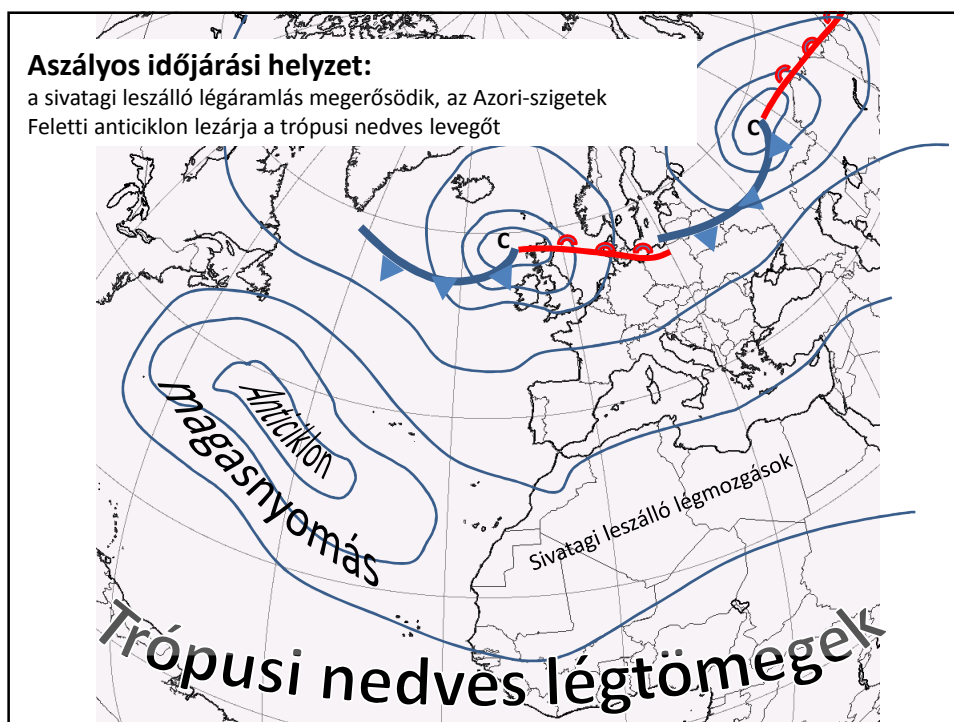 Aszályos időjárási helyzet:
a sivatagi leszálló légáramlás megerősödik, az Azori-szigetek
Feletti anticiklon lezárja a trópusi nedves levegőt
C
C
Anticiklon
magasnyomás
Sivatagi leszálló légmozgások
Trópusi nedves légtömegek